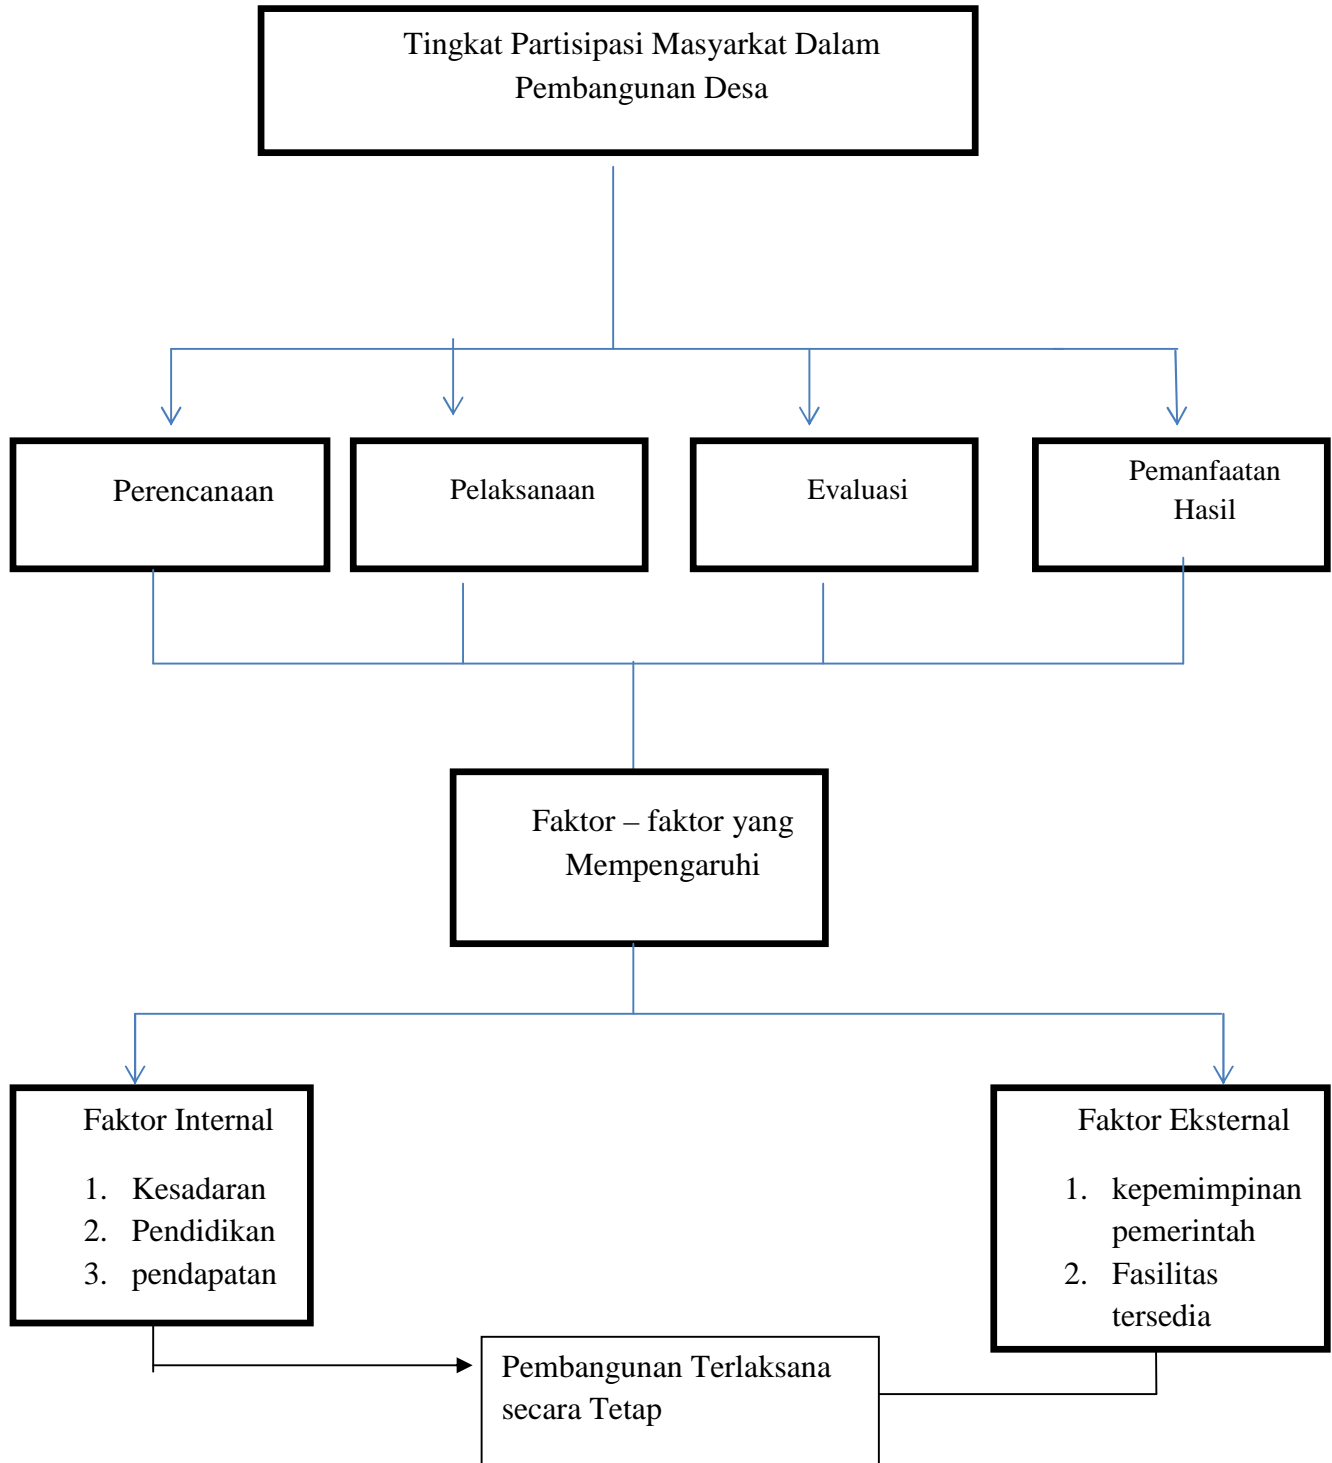 Tingkat Partisipasi Masyarkat Dalam
Pembangunan Desa
Perencanaan
Pelaksanaan
Evaluasi
Pemanfaatan
Hasil
Faktor – faktor yang
Mempengaruhi
Faktor Internal
1. Kesadaran
2. Pendidikan
3. pendapatan
Faktor Eksternal
1. kepemimpinan
pemerintah
2. Fasilitas
tersedia
Pembangunan Terlaksana
secara Tetap